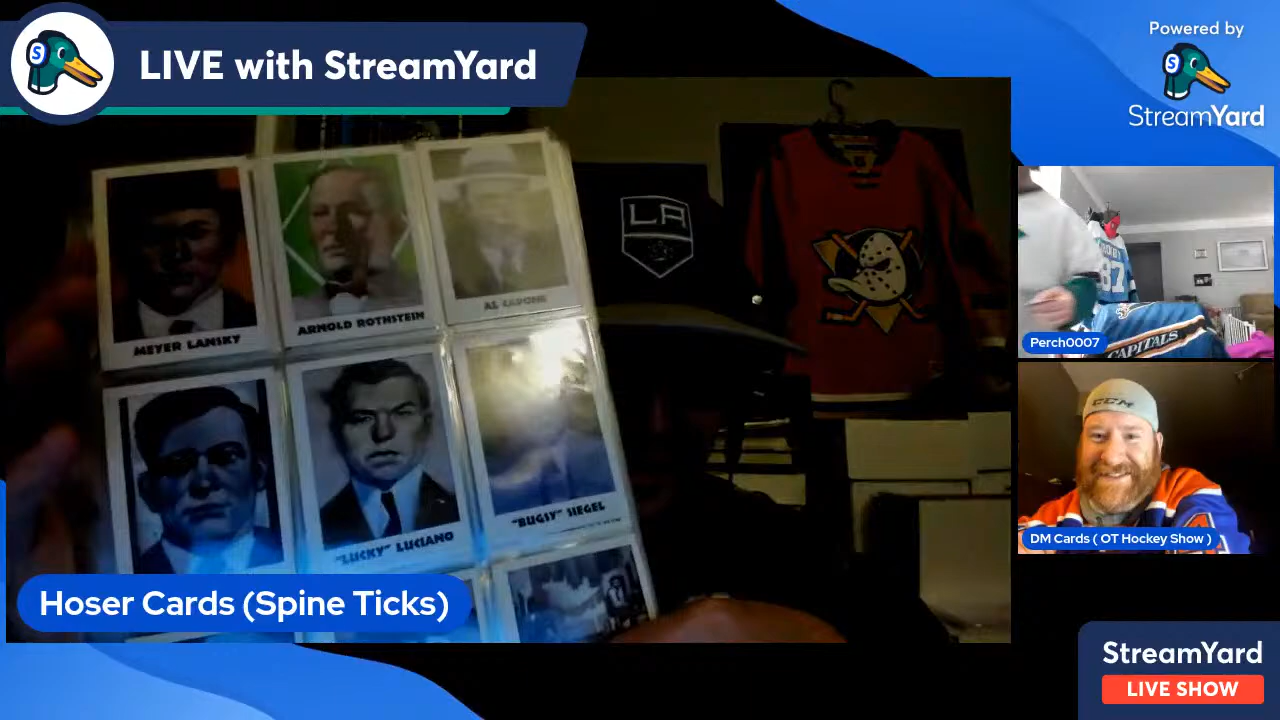 LIVE with StreamYard
Powered by
StreamYard
MEYER LANSKY
ARNOLD ROTHSTEIN
AL CAPONE
LA
87
CAPITALS
Perch0007
CCM
"LUCKY" LUCIANO
"BUGSY" SIEGEL
DM Cards ( OT Hockey Show )
Hoser Cards (Spine Ticks)
StreamYard
LIVE SHOW